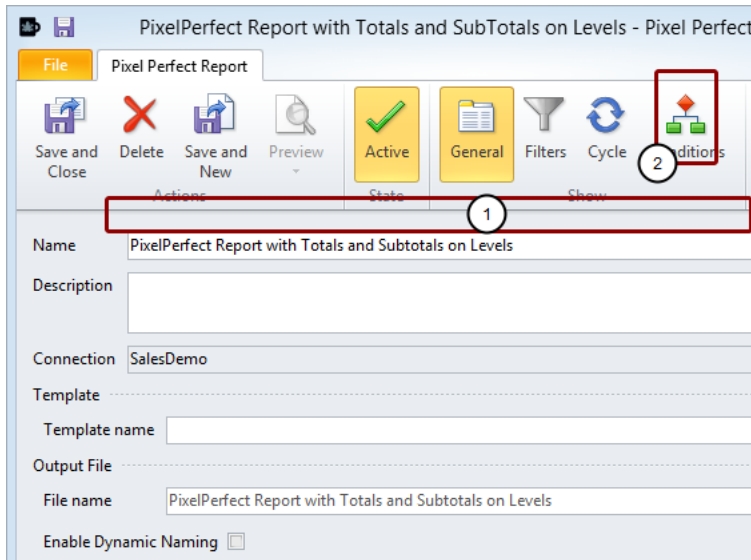 PixelPerfect Report with Totals and SubTotals on Levels - Pixel Perfect
File Pixel Perfect Report
Save and Close Delete Save and New Preview Active General Filters Cycle nditions
2
Actions State Show
1
Name PixelPerfect Report with Totals and Subtotals on Levels
Description
Connection SalesDemo
Template
Template name
Output File
File name PixelPerfect Report with Totals and Subtotals on Levels
Enable Dynamic Naming